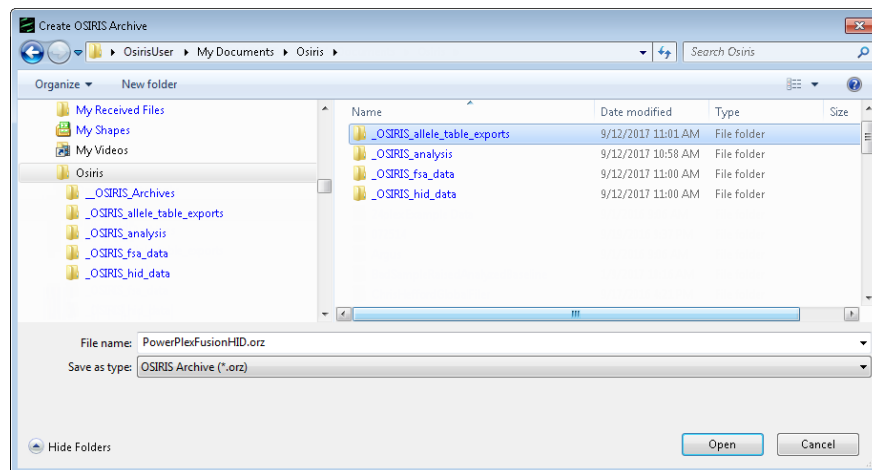 Create OSIRIS Archive
OsirisUser ▸ My Documents ▸ Osiris ▸
Search Osiris
Organize
New folder
My Received Files
My Shapes
My Videos
Osiris
__OSIRIS_Archives
_OSIRIS_allele_table_exports
_OSIRIS_analysis
_OSIRIS_fsa_data
_OSIRIS_hid_data
Name Date modified Type Size
_OSIRIS_allele_table_exports 9/12/2017 11:01 AM File folder
_OSIRIS_analysis 9/12/2017 10:58 AM File folder
_OSIRIS_fsa_data 9/12/2017 11:00 AM File folder
_OSIRIS_hid_data 9/12/2017 11:00 AM File folder
File name: PowerPlexFusionHID.orz
Save as type: OSIRIS Archive (*.orz)
Hide Folders
Open
Cancel